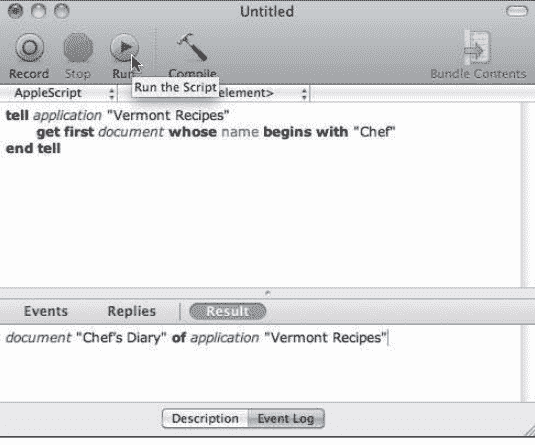 Untitled
Record Stop Run Compile Bundle Contents
Run the Script
AppleScript element>
tell application "Vermont Recipes"
get first document whose name begins with "Chef"
end tell
Events Replies Result
document "Chef's Diary" of application "Vermont Recipes"
Description Event Log